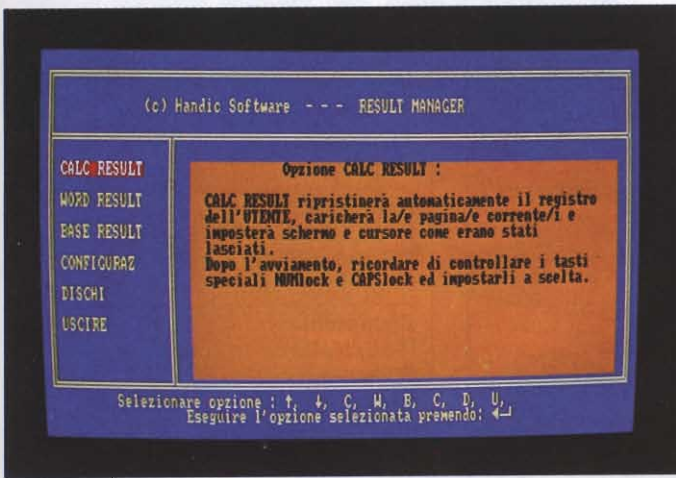 (c) Handic Software - - - RESULT MANAGER
CALC RESULT
WORD RESULT
BASE RESULT
CONFIGURAZ
DISCHI
USCIRE
Opzione CALC RESULT :
CALC RESULT ripristinerà automaticamente il registro
dell'UTENTE, caricherà la/e pagina/e corrente/i e
imposterà schermo e cursore come erano stati
lasciati.
Dopo l'avviamento, ricordare di controllare i tasti
speciali NUMlock e CAPSlock ed impostarli a scelta.
Selezionare opzione : ↑, ↓, C, W, B, C, D, U,
Eseguire l'opzione selezionata premendo: ↵